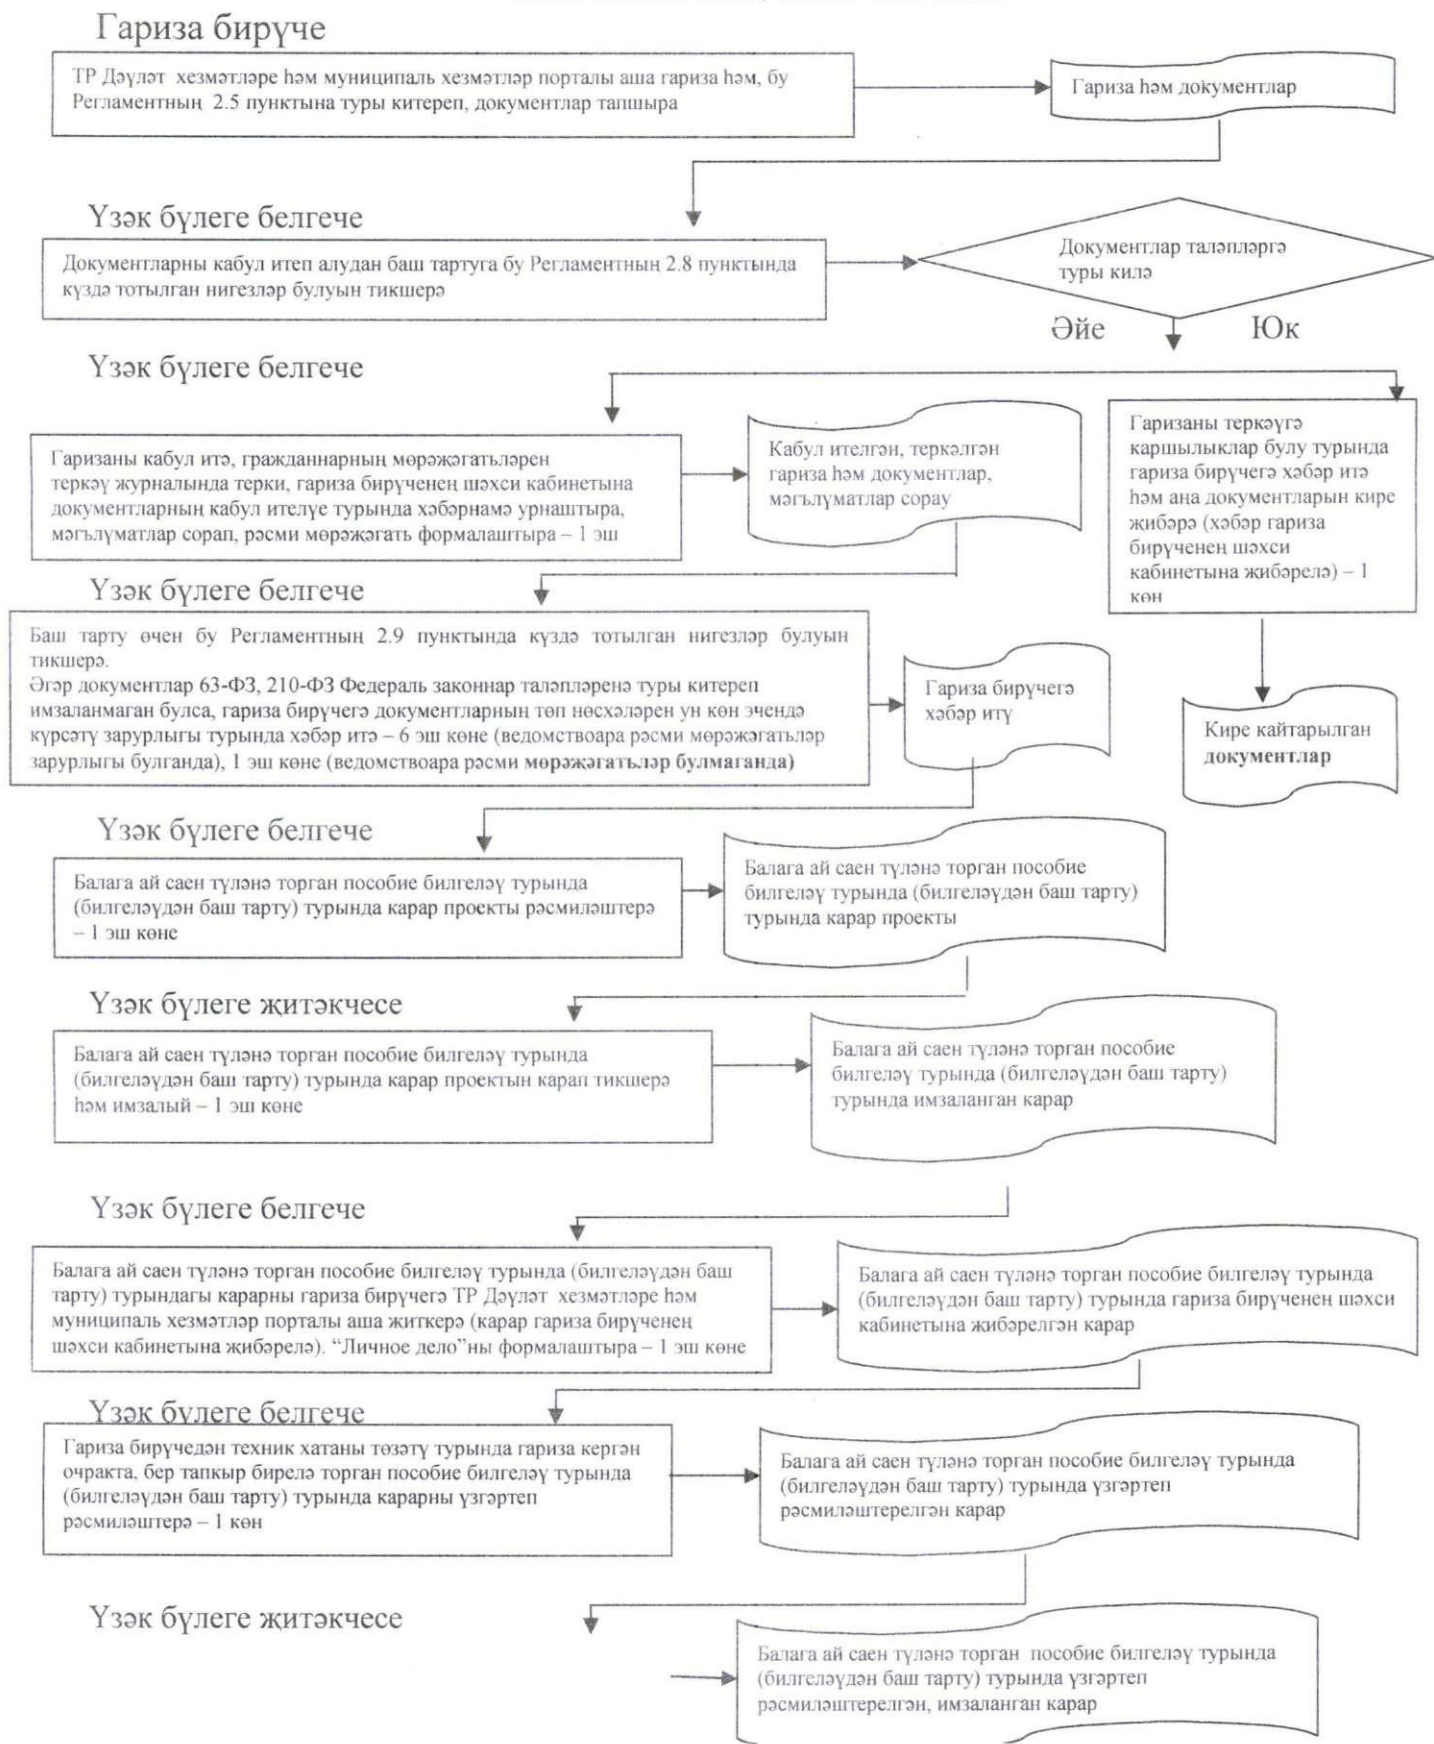 Гариза бирүче
ТР Дәүләт хезмәтләре һәм муниципаль хезмәтләр порталы аша гариза һәм, бу
Регламентның 2.5 пунктына туры китереп, документлар тапшыра
Гариза һәм документлар
Үзәк бүлеге белгече
Документларны кабул итеп алудан баш тартуга бу Регламентның 2.8 пунктында
күздә тотылган нигезләр булуын тикшерә
Документлар таләпләргә
туры килә
Әйе
Юк
Үзәк бүлеге белгече
Гаризаны кабул итә, гражданнарның мөрәҗәгатьләрен
теркәү журналында терки, гариза бирүченең шәхси кабинетына
документларның кабул ителүе турында хәбәрнамә урнаштыра,
мәгълүматлар сорап, рәсми мөрәҗәгать формалаштыра – 1 эш
Кабул ителгән, теркәлгән
гариза һәм документлар,
мәгълүматлар сорау
Гаризаны теркәүгә
каршылыклар булу турында
гариза бирүчегә хәбәр итә
һәм аңа документларын кире
җибәрә (хәбәр гариза
бирүченең шәхси
кабинетына җибәрелә) – 1
көн
Үзәк бүлеге белгече
Баш тарту өчен бу Регламентның 2.9 пунктында күздә тотылган нигезләр булуын
тикшерә.
Әгәр документлар 63-ФЗ, 210-ФЗ Федераль законнар таләпләренә туры китереп
имзаланмаган булса, гариза бирүчегә документларның төп нөсхәләрен ун көн эчендә
күрсәтү зарурлыгы турында хәбәр итә – 6 эш көне (ведомствоара рәсми мөрәҗәгатьләр
зарурлыгы булганда), 1 эш көне (ведомствоара рәсми мөрәҗәгатьләр булмаганда)
Гариза бирүчегә
хәбәр итү
Кире кайтарылган
документлар
Үзәк бүлеге белгече
Балага ай саен түләнә торган пособие билгеләү турында
(билгеләүдән баш тарту) турында карар проекты рәсмиләштерә
– 1 эш көне
Балага ай саен түләнә торган пособие
билгеләү турында (билгеләүдән баш тарту)
турында карар проекты
Үзәк бүлеге җитәкчесе
Балага ай саен түләнә торган пособие билгеләү турында
(билгеләүдән баш тарту) турында карар проектын карап тикшерә
һәм имзалый – 1 эш көне
Балага ай саен түләнә торган пособие
билгеләү турында (билгеләүдән баш тарту)
турында имзаланган карар
Үзәк бүлеге белгече
Балага ай саен түләнә торган пособие билгеләү турында (билгеләүдән баш
тарту) турындагы карарны гариза бирүчегә ТР Дәүләт хезмәтләре һәм
муниципаль хезмәтләр порталы аша җиткерә (карар гариза бирүченең
шәхси кабинетына җибәрелә). “Личное дело”ны формалаштыра – 1 эш көне
Балага ай саен түләнә торган пособие билгеләү турында
(билгеләүдән баш тарту) турында гариза бирүченең шәхси
кабинетына җибәрелгән карар
Үзәк бүлеге белгече
Гариза бирүчедән техник хатаны төзәтү турында гариза кергән
очракта, бер тапкыр бирелә торган пособие билгеләү турында
(билгеләүдән баш тарту) турында карарны үзгәртеп
рәсмиләштерә – 1 көн
Балага ай саен түләнә торган пособие билгеләү турында
(билгеләүдән баш тарту) турында үзгәртеп
рәсмиләштерелгән карар
Үзәк бүлеге җитәкчесе
Балага ай саен түләнә торган пособие билгеләү турында
(билгеләүдән баш тарту) турында үзгәртеп
рәсмиләштерелгән, имзаланган карар